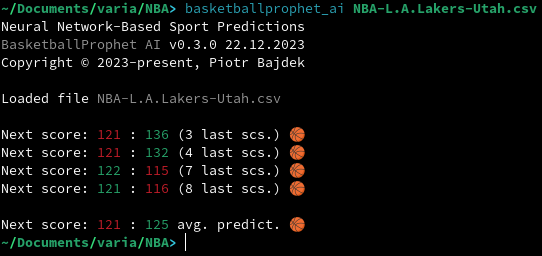 ~/Documents/varia/NBA> basketballprophet_ai NBA-L.A.Lakers-Utah.csv
Neural Network-Based Sport Predictions
BasketballProphet AI v0.3.0 22.12.2023
Copyright © 2023-present, Piotr Bajdek
Loaded file NBA-L.A.Lakers-Utah.csv
Next score: 121 : 136 (3 last scs.) 🏀
Next score: 121 : 132 (4 last scs.) 🏀
Next score: 122 : 115 (7 last scs.) 🏀
Next score: 121 : 116 (8 last scs.) 🏀
Next score: 121 : 125 avg. predict. 🏀
~/Documents/varia/NBA>